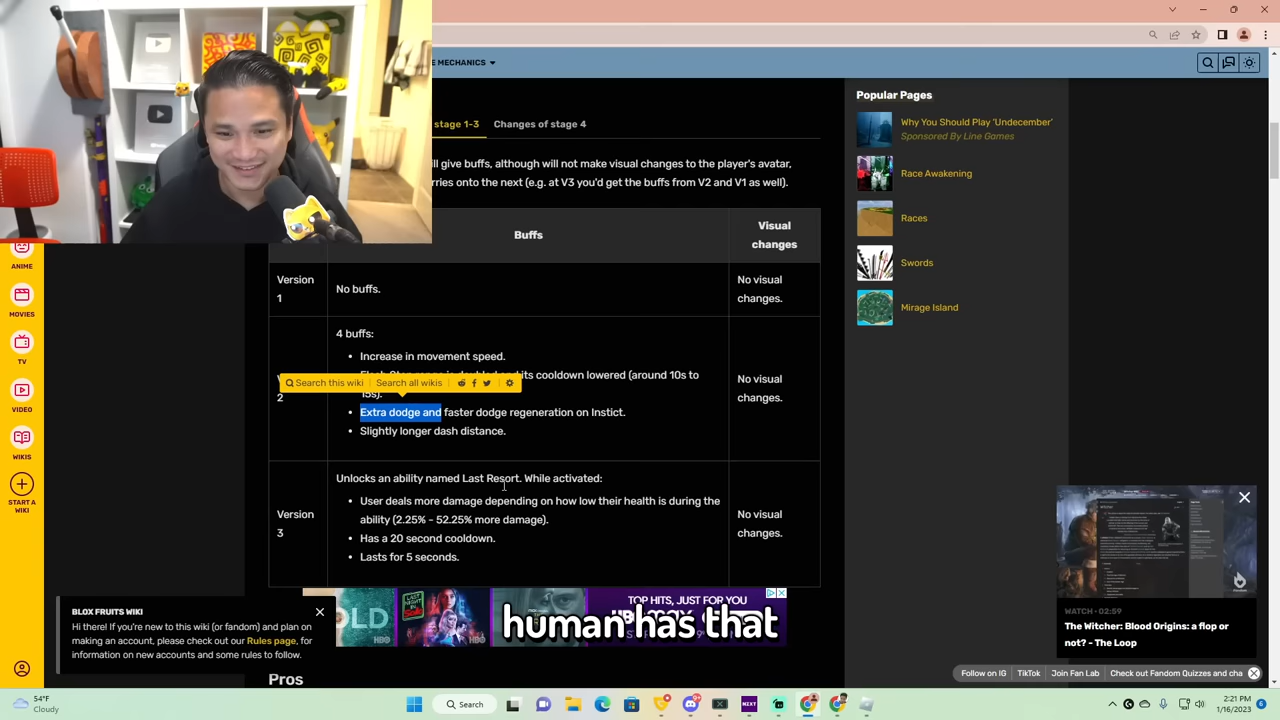 E MECHANICS
stage 1-3
Changes of stage 4
ill give buffs, although will not make visual changes to the player's avatar,
rries onto the next (e.g. at V3 you'd get the buffs from V2 and V1 as well).
Buffs
Visual
changes
Version
1
No buffs.
No visual
changes.
2
4 buffs:
Increase in movement speed.
its cooldown lowered (around 10s to
15s).
Extra dodge and faster dodge regeneration on Instict.
Slightly longer dash distance.
No visual
changes.
Search this wiki
Search all wikis
Version
3
Unlocks an ability named Last Resort. While activated:
User deals more damage depending on how low their health is during the
ability (2.25% - 52.25% more damage).
Has a 20 second cooldown.
Lasts for 5 seconds.
No visual
changes.
Pros
Popular Pages
Why You Should Play 'Undecember'
Sponsored By Line Games
Race Awakening
Races
Swords
Mirage Island
ANIME
MOVIES
TV
VIDEO
WIKIS
START A
WIKI
BLOX FRUITS WIKI
Hi there! If you're new to this wiki (or fandom) and plan on
making an account, please check out our Rules page, for
information on new accounts and some rules to follow.
OLD
HBO
TOP HITS, JUST FOR YOU
HBO
human has that
WATCH • 02:59
The Witcher: Blood Origins: a flop or
not? - The Loop
Follow on IG
TikTok
Join Fan Lab
Check out Fandom Quizzes and cha
54°F
Cloudy
Search
NZXT
2:21 PM
1/16/2023
6